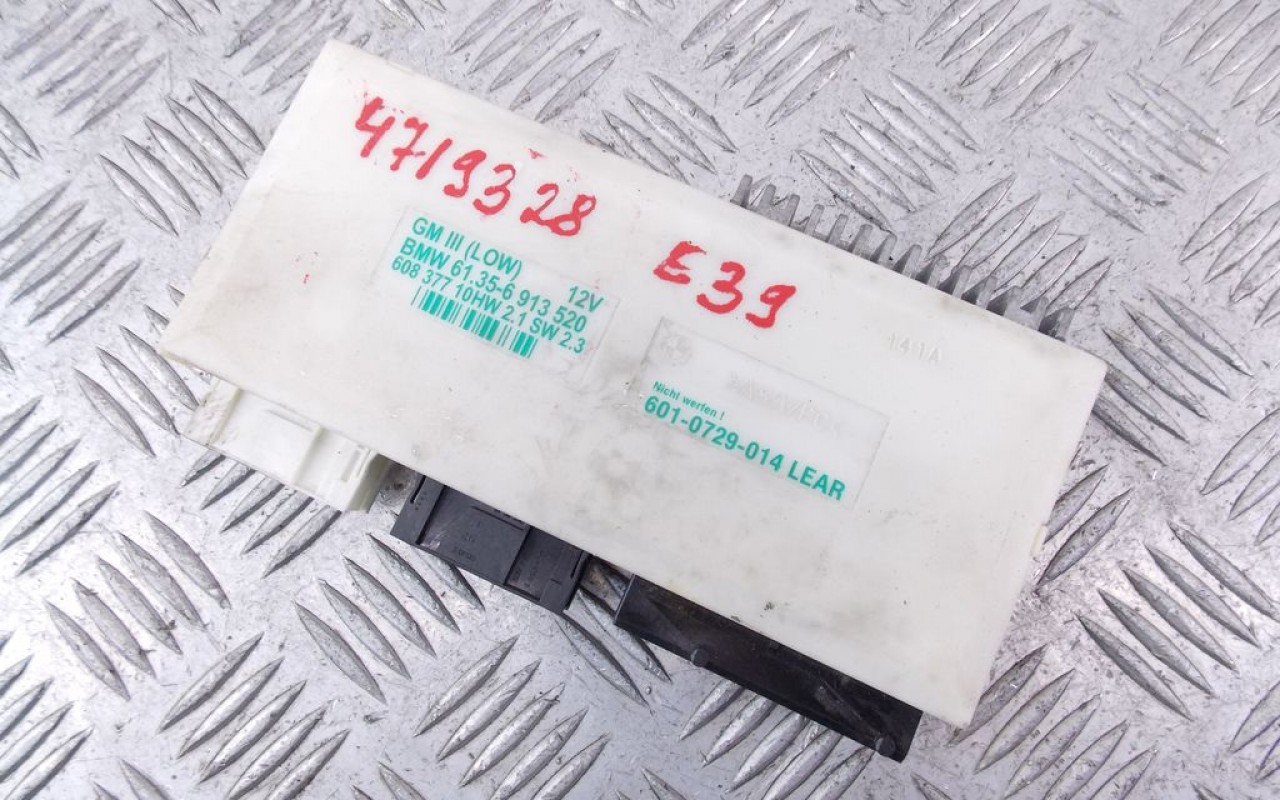 4719328
E39
GM III (LOW) 12V
BMW 61.35-6 913 520
608 377 10HW 2.1 SW 2.3
Nicht werfen !
601-0729-014 LEAR